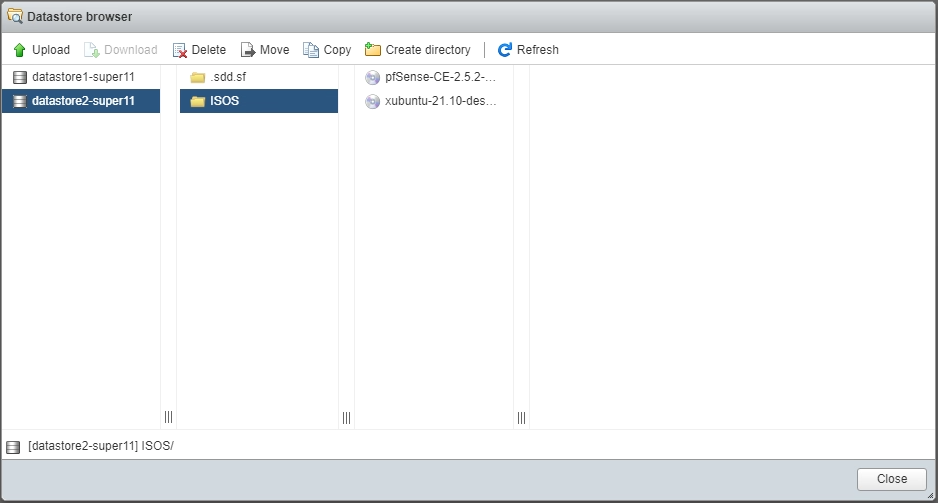 Datastore browser
Upload Download Delete Move Copy Create directory Refresh
datastore1-super11 .sdd.sf pfSense-CE-2.5.2-...
datastore2-super11 ISOS xubuntu-21.10-des...
[datastore2-super11] ISOS/
Close